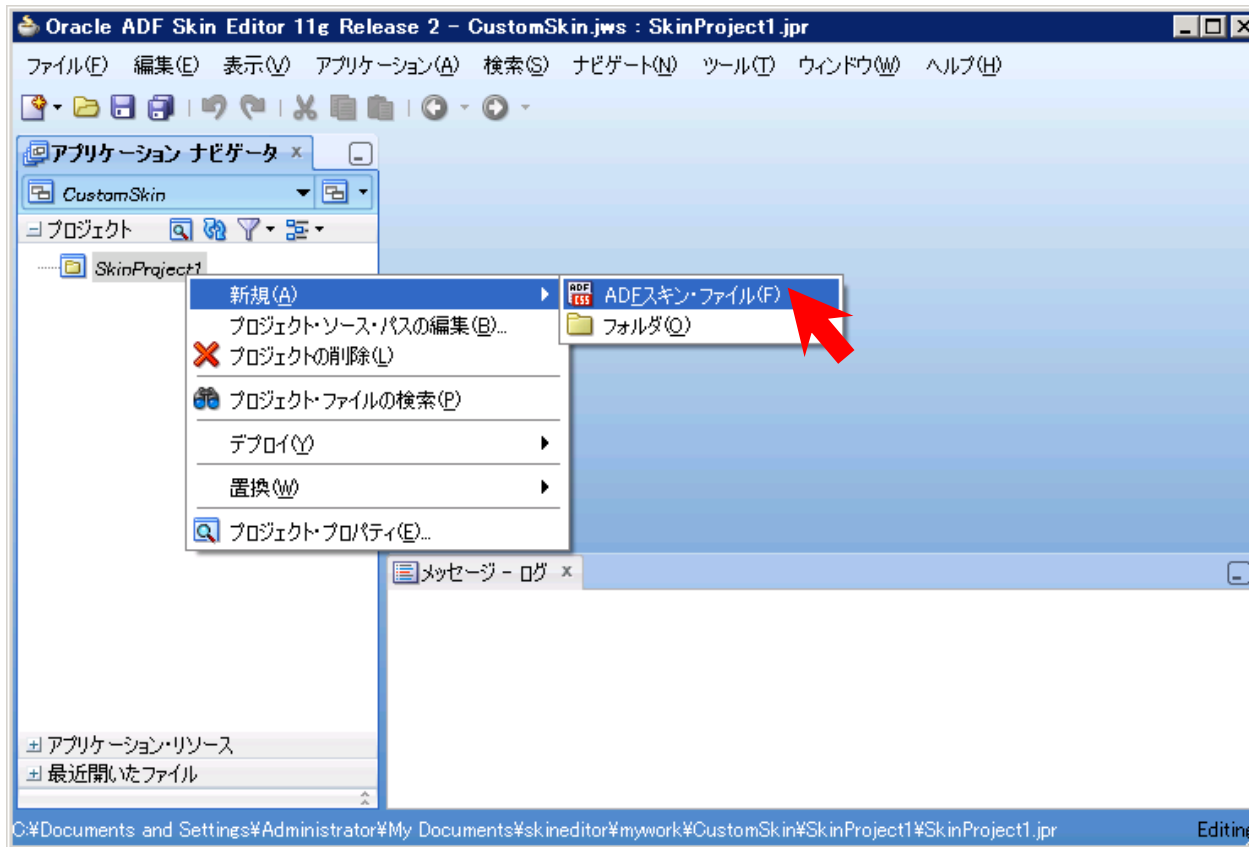 Oracle ADF Skin Editor 11g Release 2 - CustomSkin.jws : SkinProject1.jpr
ファイル(F) 編集(E) 表示(V) アプリケーション(A) 検索(S) ナビゲート(N) ツール(T) ウィンドウ(W) ヘルプ(H)
アプリケーション ナビゲータ
CustomSkin
プロジェクト
SkinProject1
新規(A)
ADFスキン・ファイル(F)
プロジェクト・ソース・パスの編集(B)...
フォルダ(O)
プロジェクトの削除(L)
プロジェクト・ファイルの検索(P)
デプロイ(Y)
置換(W)
プロジェクト・プロパティ(E)...
メッセージ - ログ
アプリケーション・リソース
最近開いたファイル
C:¥Documents and Settings¥Administrator¥My Documents¥skineditor¥mywork¥CustomSkin¥SkinProject1¥SkinProject1.jpr Editing